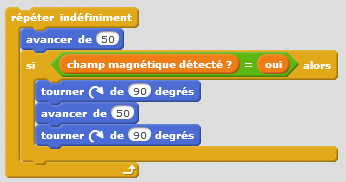 répéter indéfiniment
avancer de 50
si champ magnétique détecté ? = oui alors
tourner de 90 degrés
avancer de 50
tourner de 90 degrés